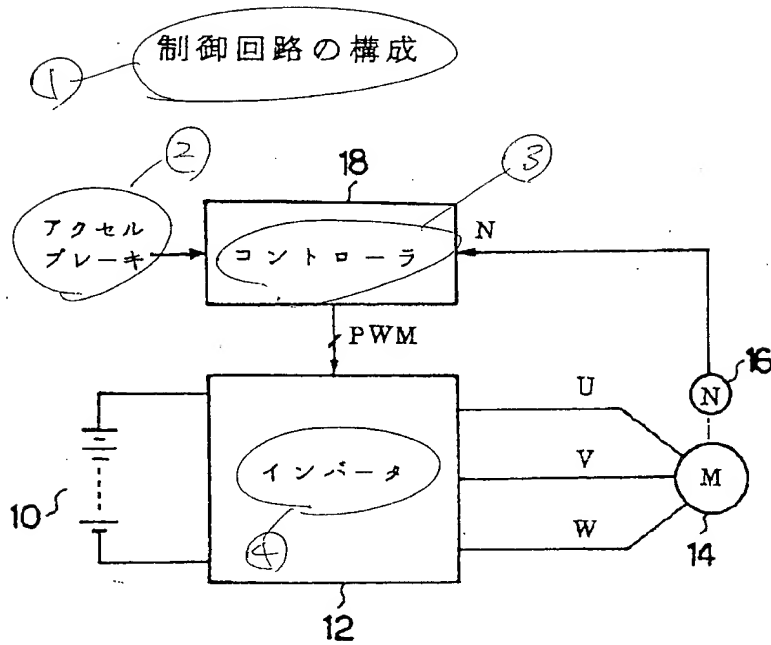 制御回路の構成
①
②
③
18
アクセル
ブレーキ
コントローラ
N
PWM
16
N
U
インバータ
V
M
10
W
④
14
12